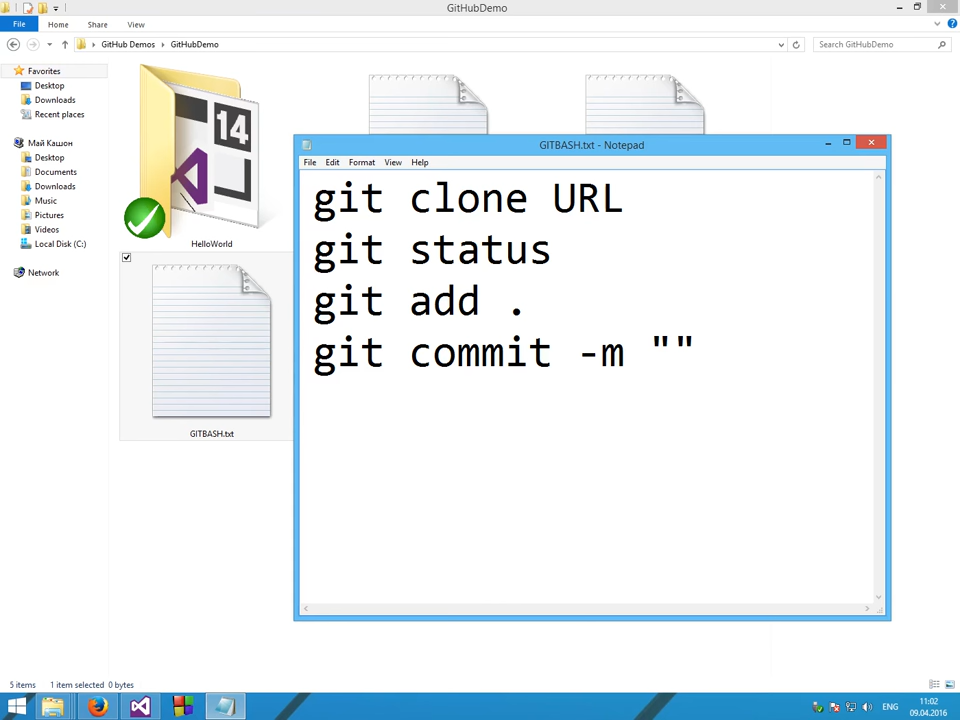 GitHubDemo
File Home Share View
GitHub Demos GitHubDemo Search GitHubDemo
Favorites
Desktop
Downloads
Recent places
Май Кашон
Desktop
Documents
Downloads
Music
Pictures
Videos
Local Disk (C:)
Network
14
HelloWorld
GITBASH.txt
GITBASH.txt - Notepad
File Edit Format View Help
git clone URL
git status
git add .
git commit -m ""
5 items 1 item selected 0 bytes
ENG
11:02
09.04.2016